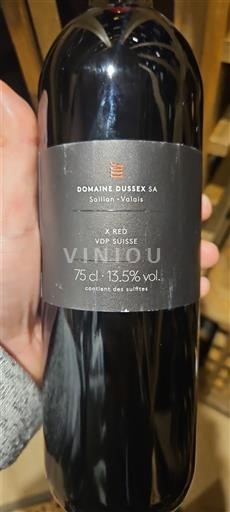 DOMAINE DUSSEX SA
Saillon - Valais
X RED
VDP SUISSE
VINIOU
75 cl · 13.5% vol.
contient des sulfites